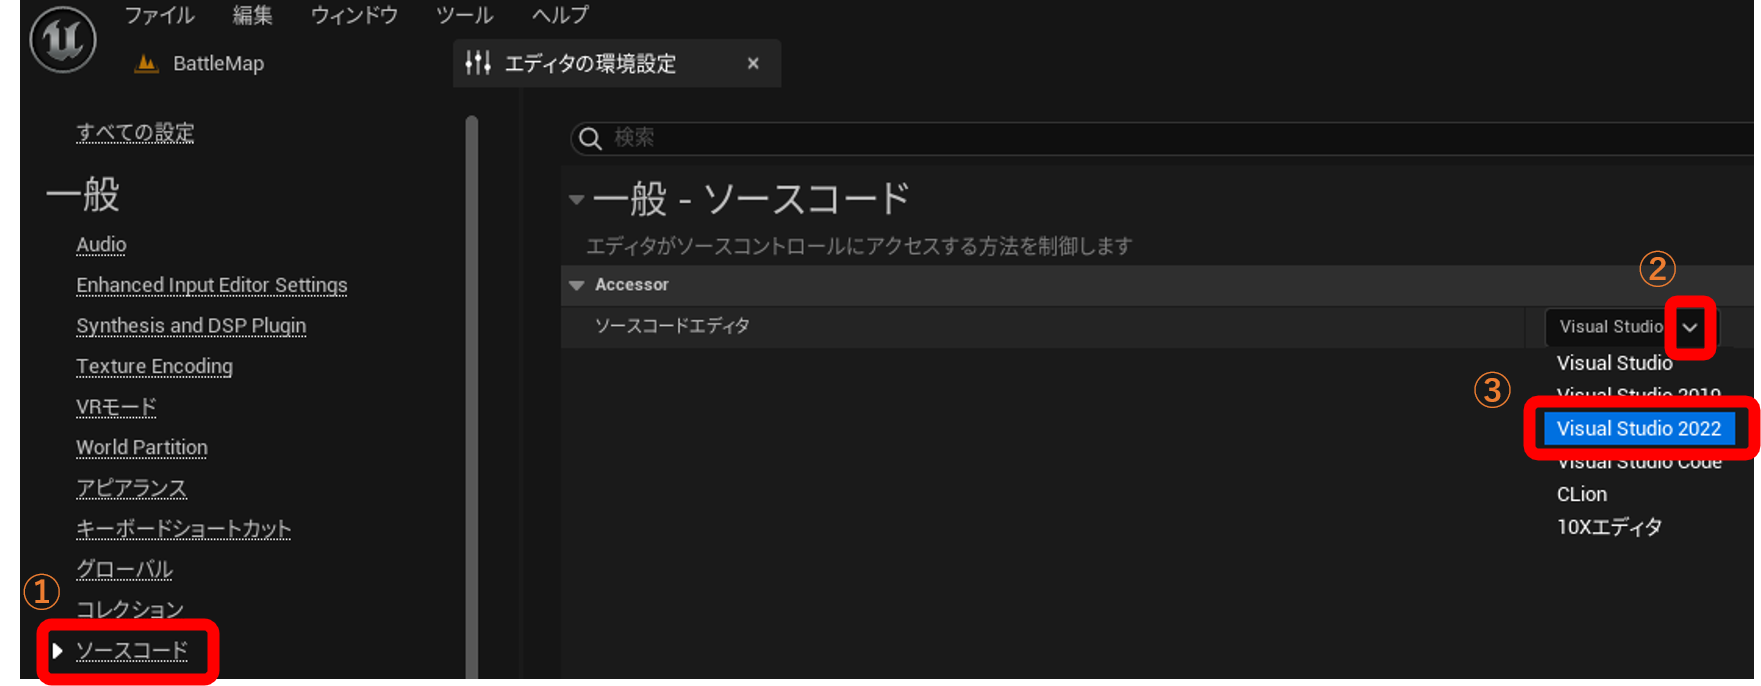 ファイル 編集 ウィンドウ ツール ヘルプ
BattleMap
エディタの環境設定 ×
すべての設定
一般
Audio
Enhanced Input Editor Settings
Synthesis and DSP Plugin
Texture Encoding
VRモード
World Partition
アピアランス
キーボードショートカット
グローバル
①
コレクション
ソースコード
検索
一般 - ソースコード
エディタがソースコントロールにアクセスする方法を制御します
②
Accessor
ソースコードエディタ
Visual Studio
Visual Studio
③
Visual Studio 2019
Visual Studio 2022
Visual Studio Code
CLion
10Xエディタ